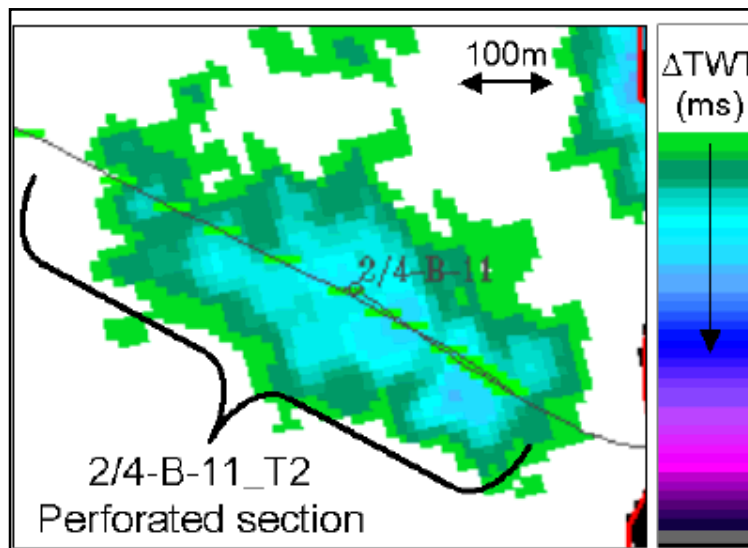 100m
ΔTWT
(ms)
2/4-B-11
2/4-B-11_T2
Perforated section